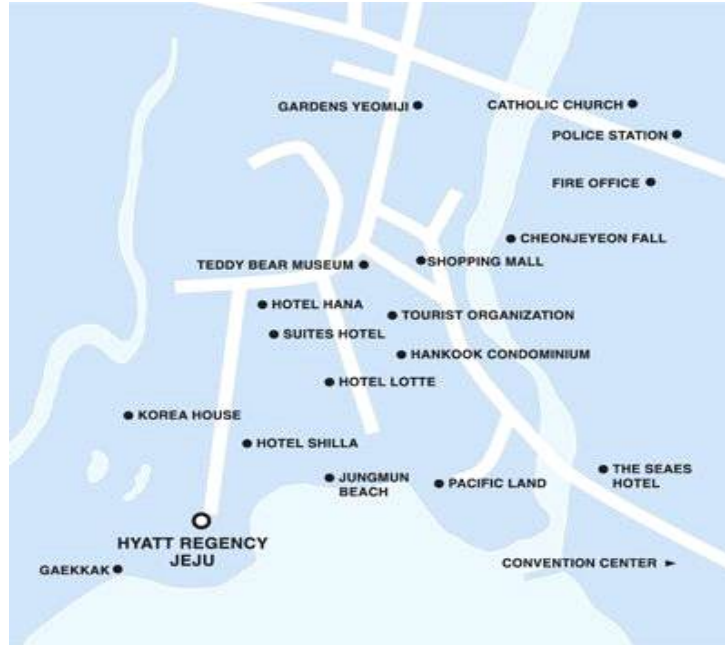 GARDENS YEOMIJI
CATHOLIC CHURCH
POLICE STATION
FIRE OFFICE
CHEONJEYEON FALL
TEDDY BEAR MUSEUM
SHOPPING MALL
HOTEL HANA
TOURIST ORGANIZATION
SUITES HOTEL
HANKOOK CONDOMINIUM
HOTEL LOTTE
KOREA HOUSE
HOTEL SHILLA
JUNGMUN
BEACH
PACIFIC LAND
THE SEAES
HOTEL
HYATT REGENCY
JEJU
GAEKKAK
CONVENTION CENTER